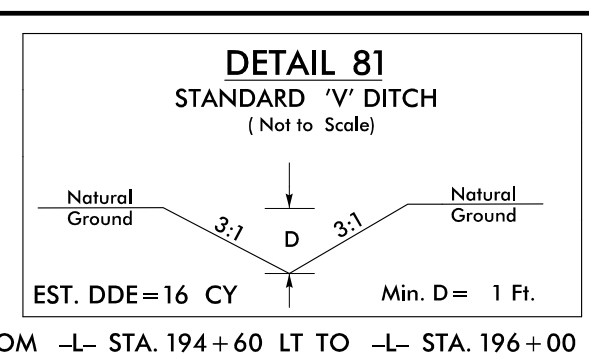 DETAIL 81
STANDARD 'V' DITCH
( Not to Scale)
Natural
Ground
3:1
D
3:1
Natural
Ground
EST. DDE=16 CY
Min. D= 1 Ft.
-L- STA. 194+60 LT TO -L- STA. 196+00